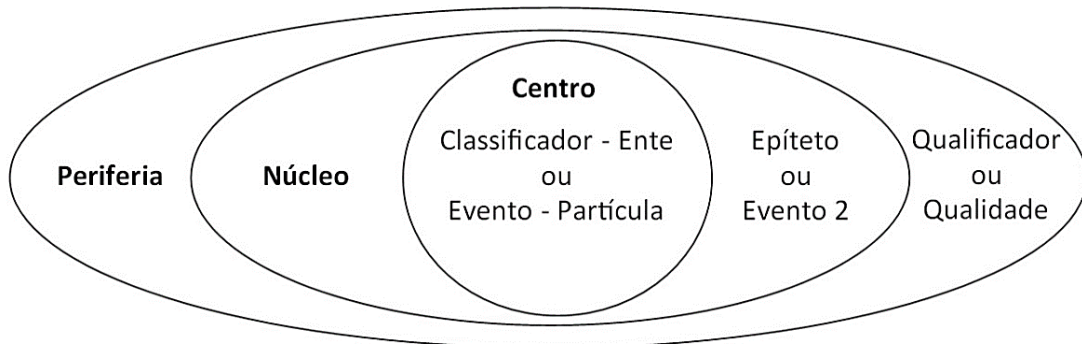 Centro
Periferia
Núcleo
Classificador - Ente
ou
Evento - Partícula
Epíteto
ou
Evento 2
Qualificador
ou
Qualidade